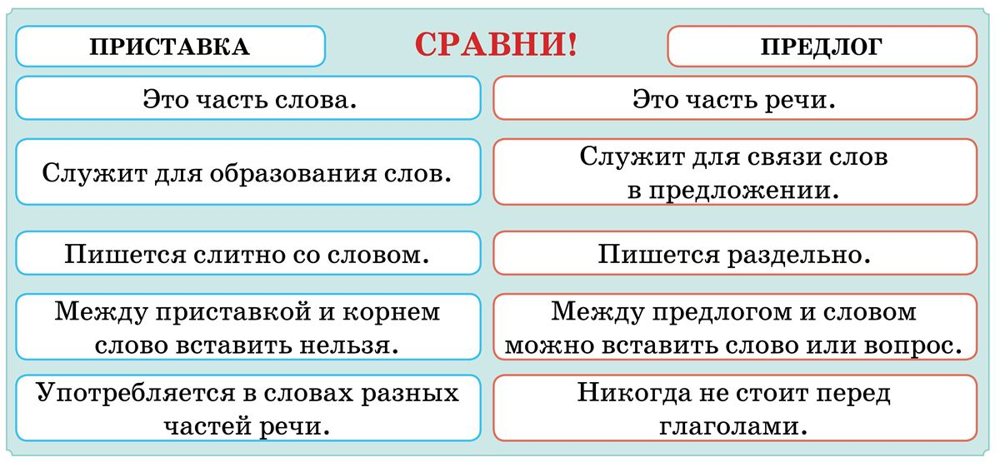 ПРИСТАВКА
СРАВНИ!
ПРЕДЛОГ
Это часть слова.
Это часть речи.
Служит для образования слов.
Служит для связи слов
в предложении.
Пишется слитно со словом.
Пишется раздельно.
Между приставкой и корнем
слово вставить нельзя.
Между предлогом и словом
можно вставить слово или вопрос.
Употребляется в словах разных
частей речи.
Никогда не стоит перед
глаголами.